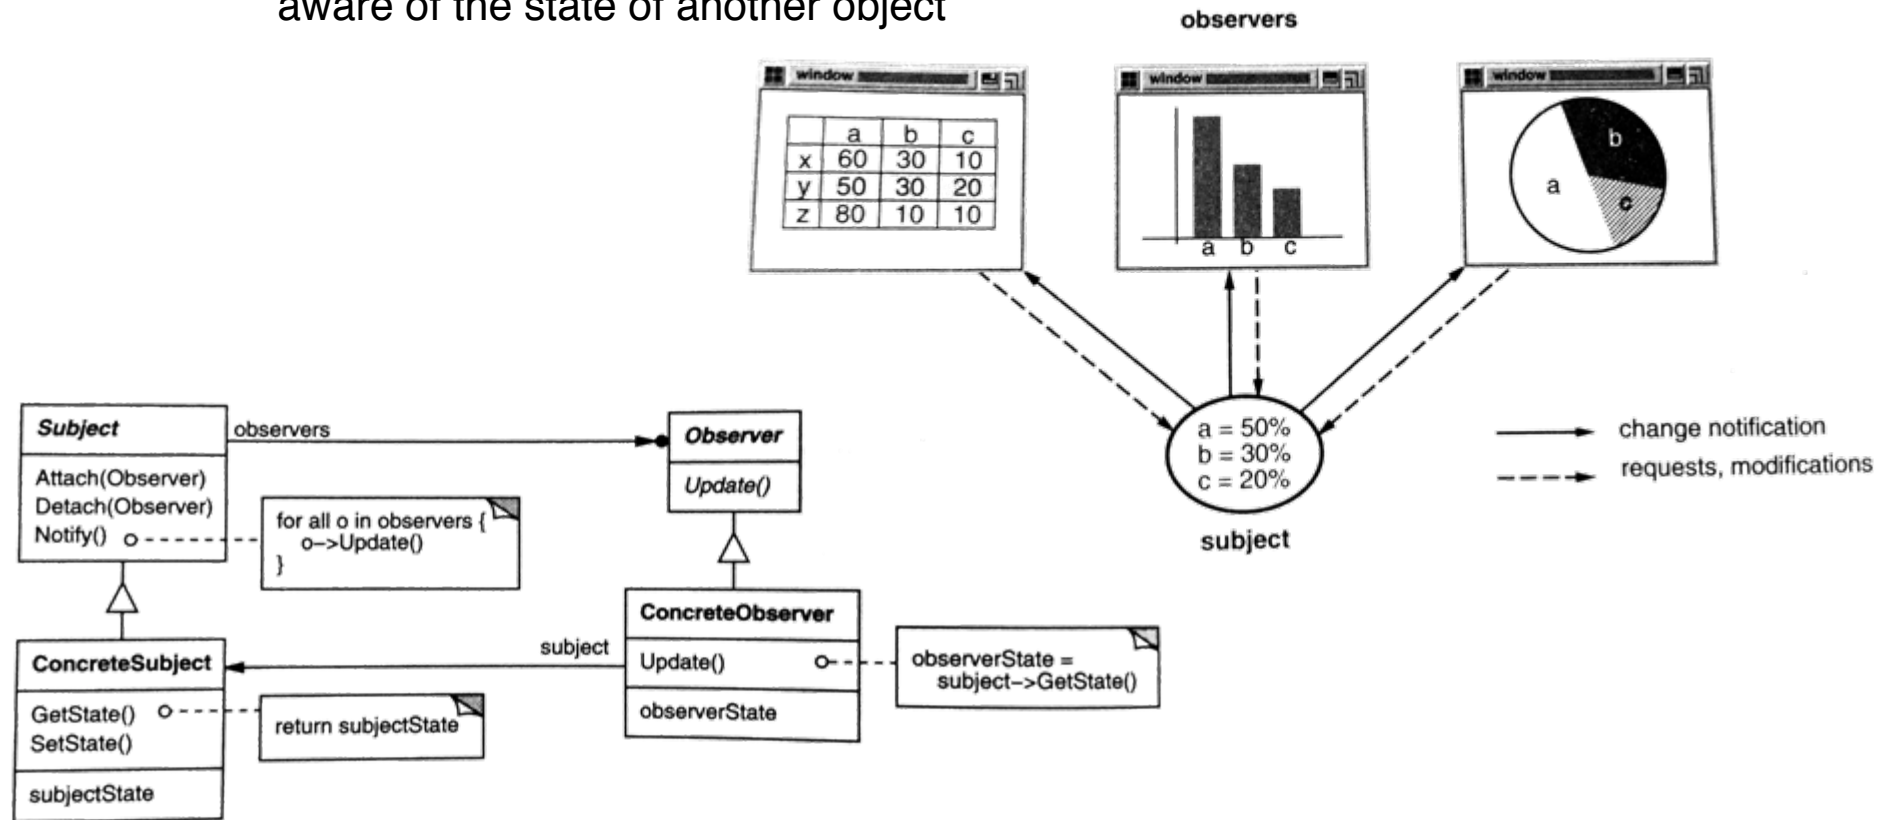 aware of the state of another object
observers
window
a b c
x 60 30 10
y 50 30 20
z 80 10 10
window
a b c
window
a
b
c
a = 50%
b = 30%
c = 20%
subject
change notification
requests, modifications
Subject
Attach(Observer)
Detach(Observer)
Notify()
observers
for all o in observers {
o->Update()
}
Observer
Update()
ConcreteSubject
GetState()
SetState()
subjectState
return subjectState
subject
ConcreteObserver
Update()
observerState
observerState =
subject->GetState()